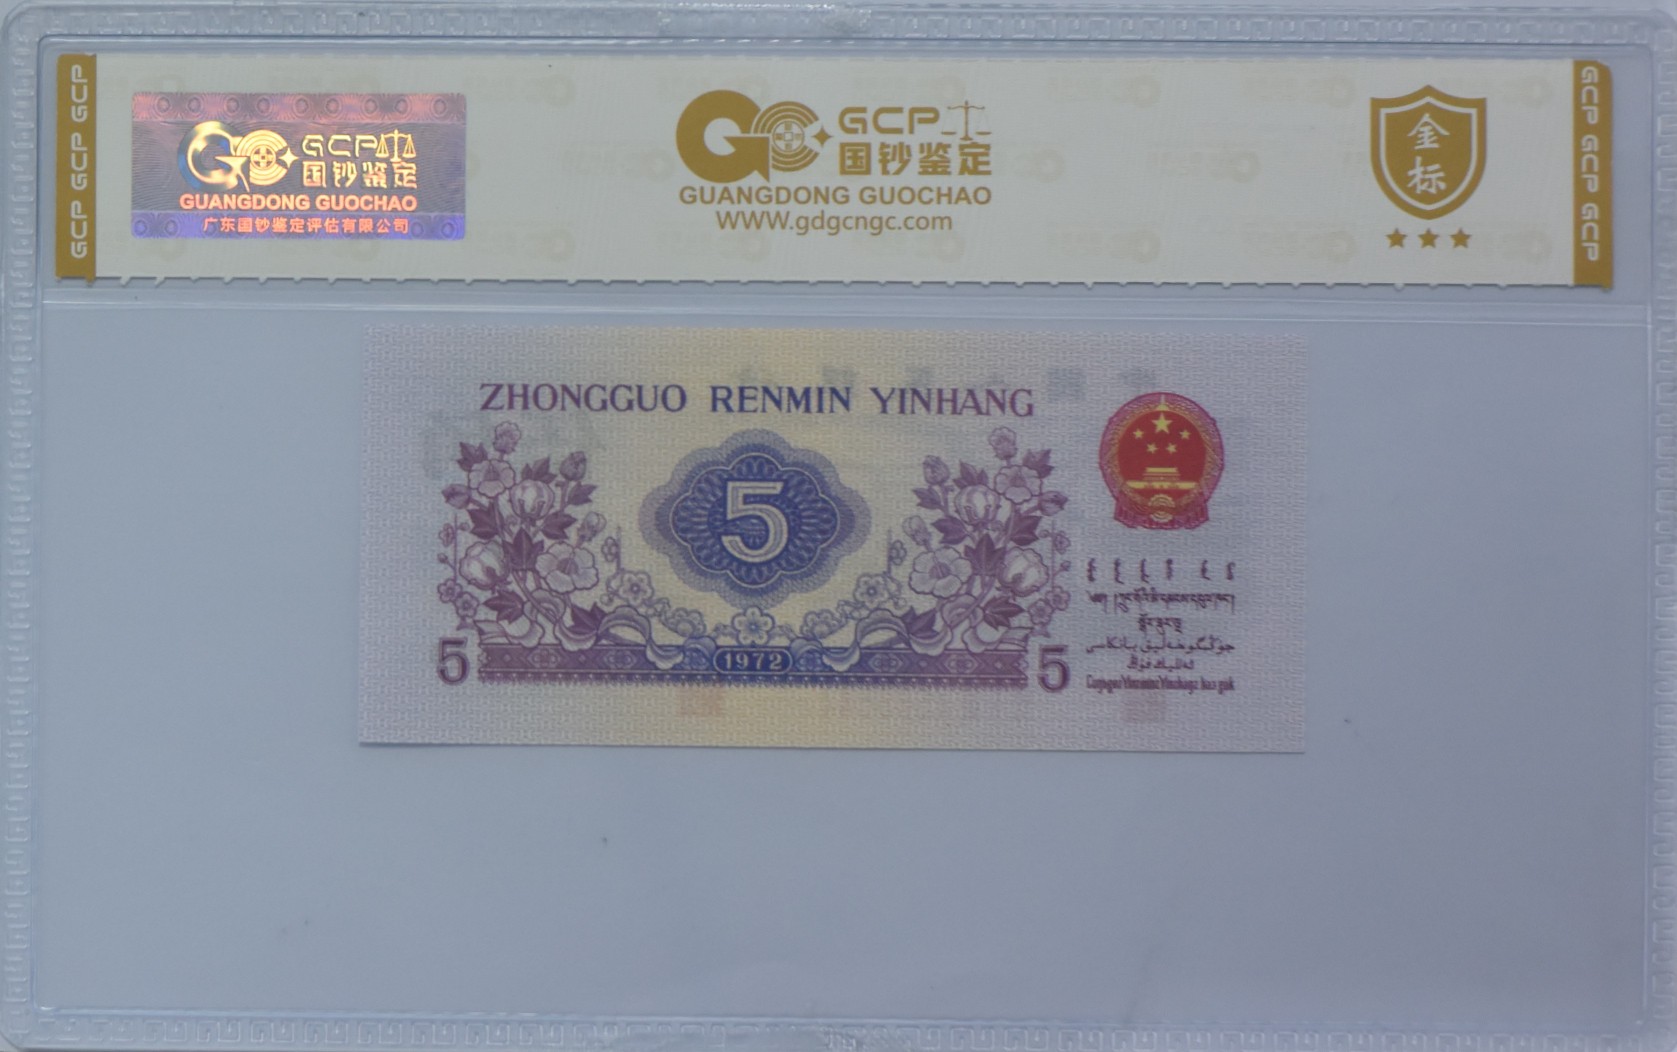 GCP GCP GCP
GCP
国钞鉴定
GUANGDONG GUOCHAO
广东国钞鉴定评估有限公司
GCP
国钞鉴定
GUANGDONG GUOCHAO
WWW.gdgcngc.com
金标
GCP GCP GCP
ZHONGGUO RENMIN YINHANG
5
5
1972
5